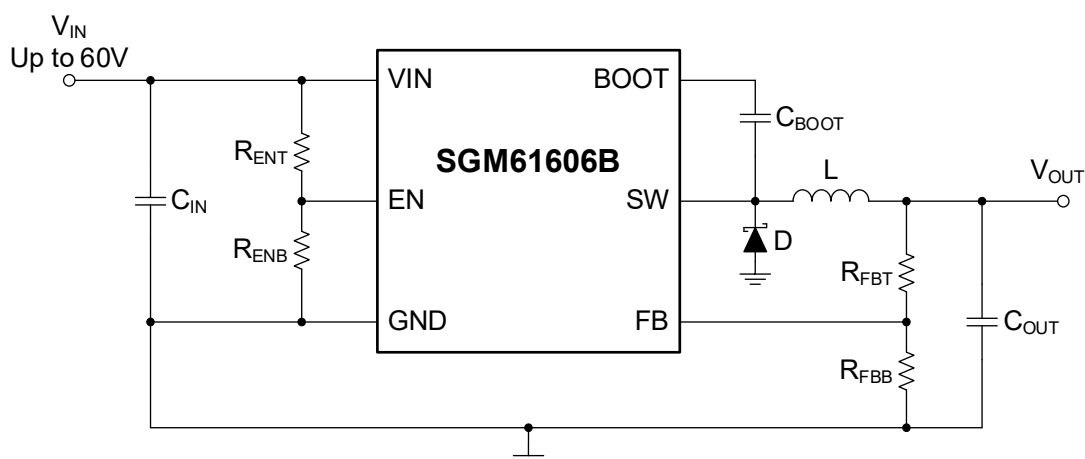 VIN
Up to 60V
VIN
BOOT
CBOOT
RENT
SGM61606B
L
VOUT
CIN
EN
SW
D
RENB
RFBT
GND
FB
COUT
RFBB